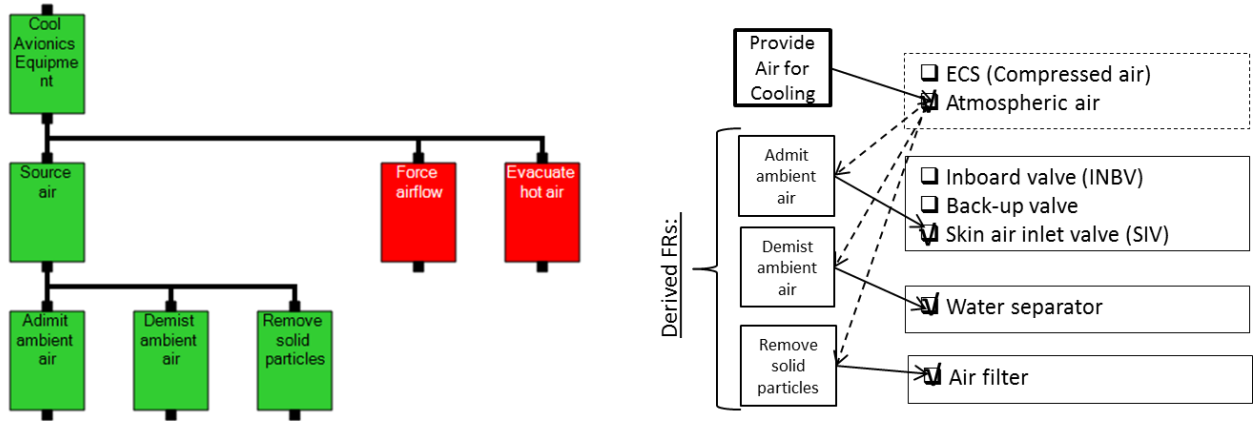 Cool
Avionics
Equipme
nt
Source
air
Force
airflow
Evacuate
hot air
Adimit
ambient
air
Demist
ambient
air
Remove
solid
particles
Provide
Air for
Cooling
ECS (Compressed air)
Atmospheric air
Derived FRs:
Admit
ambient
air
Inboard valve (INBV)
Back-up valve
Skin air inlet valve (SIV)
Demist
ambient
air
Water separator
Remove
solid
particles
Air filter